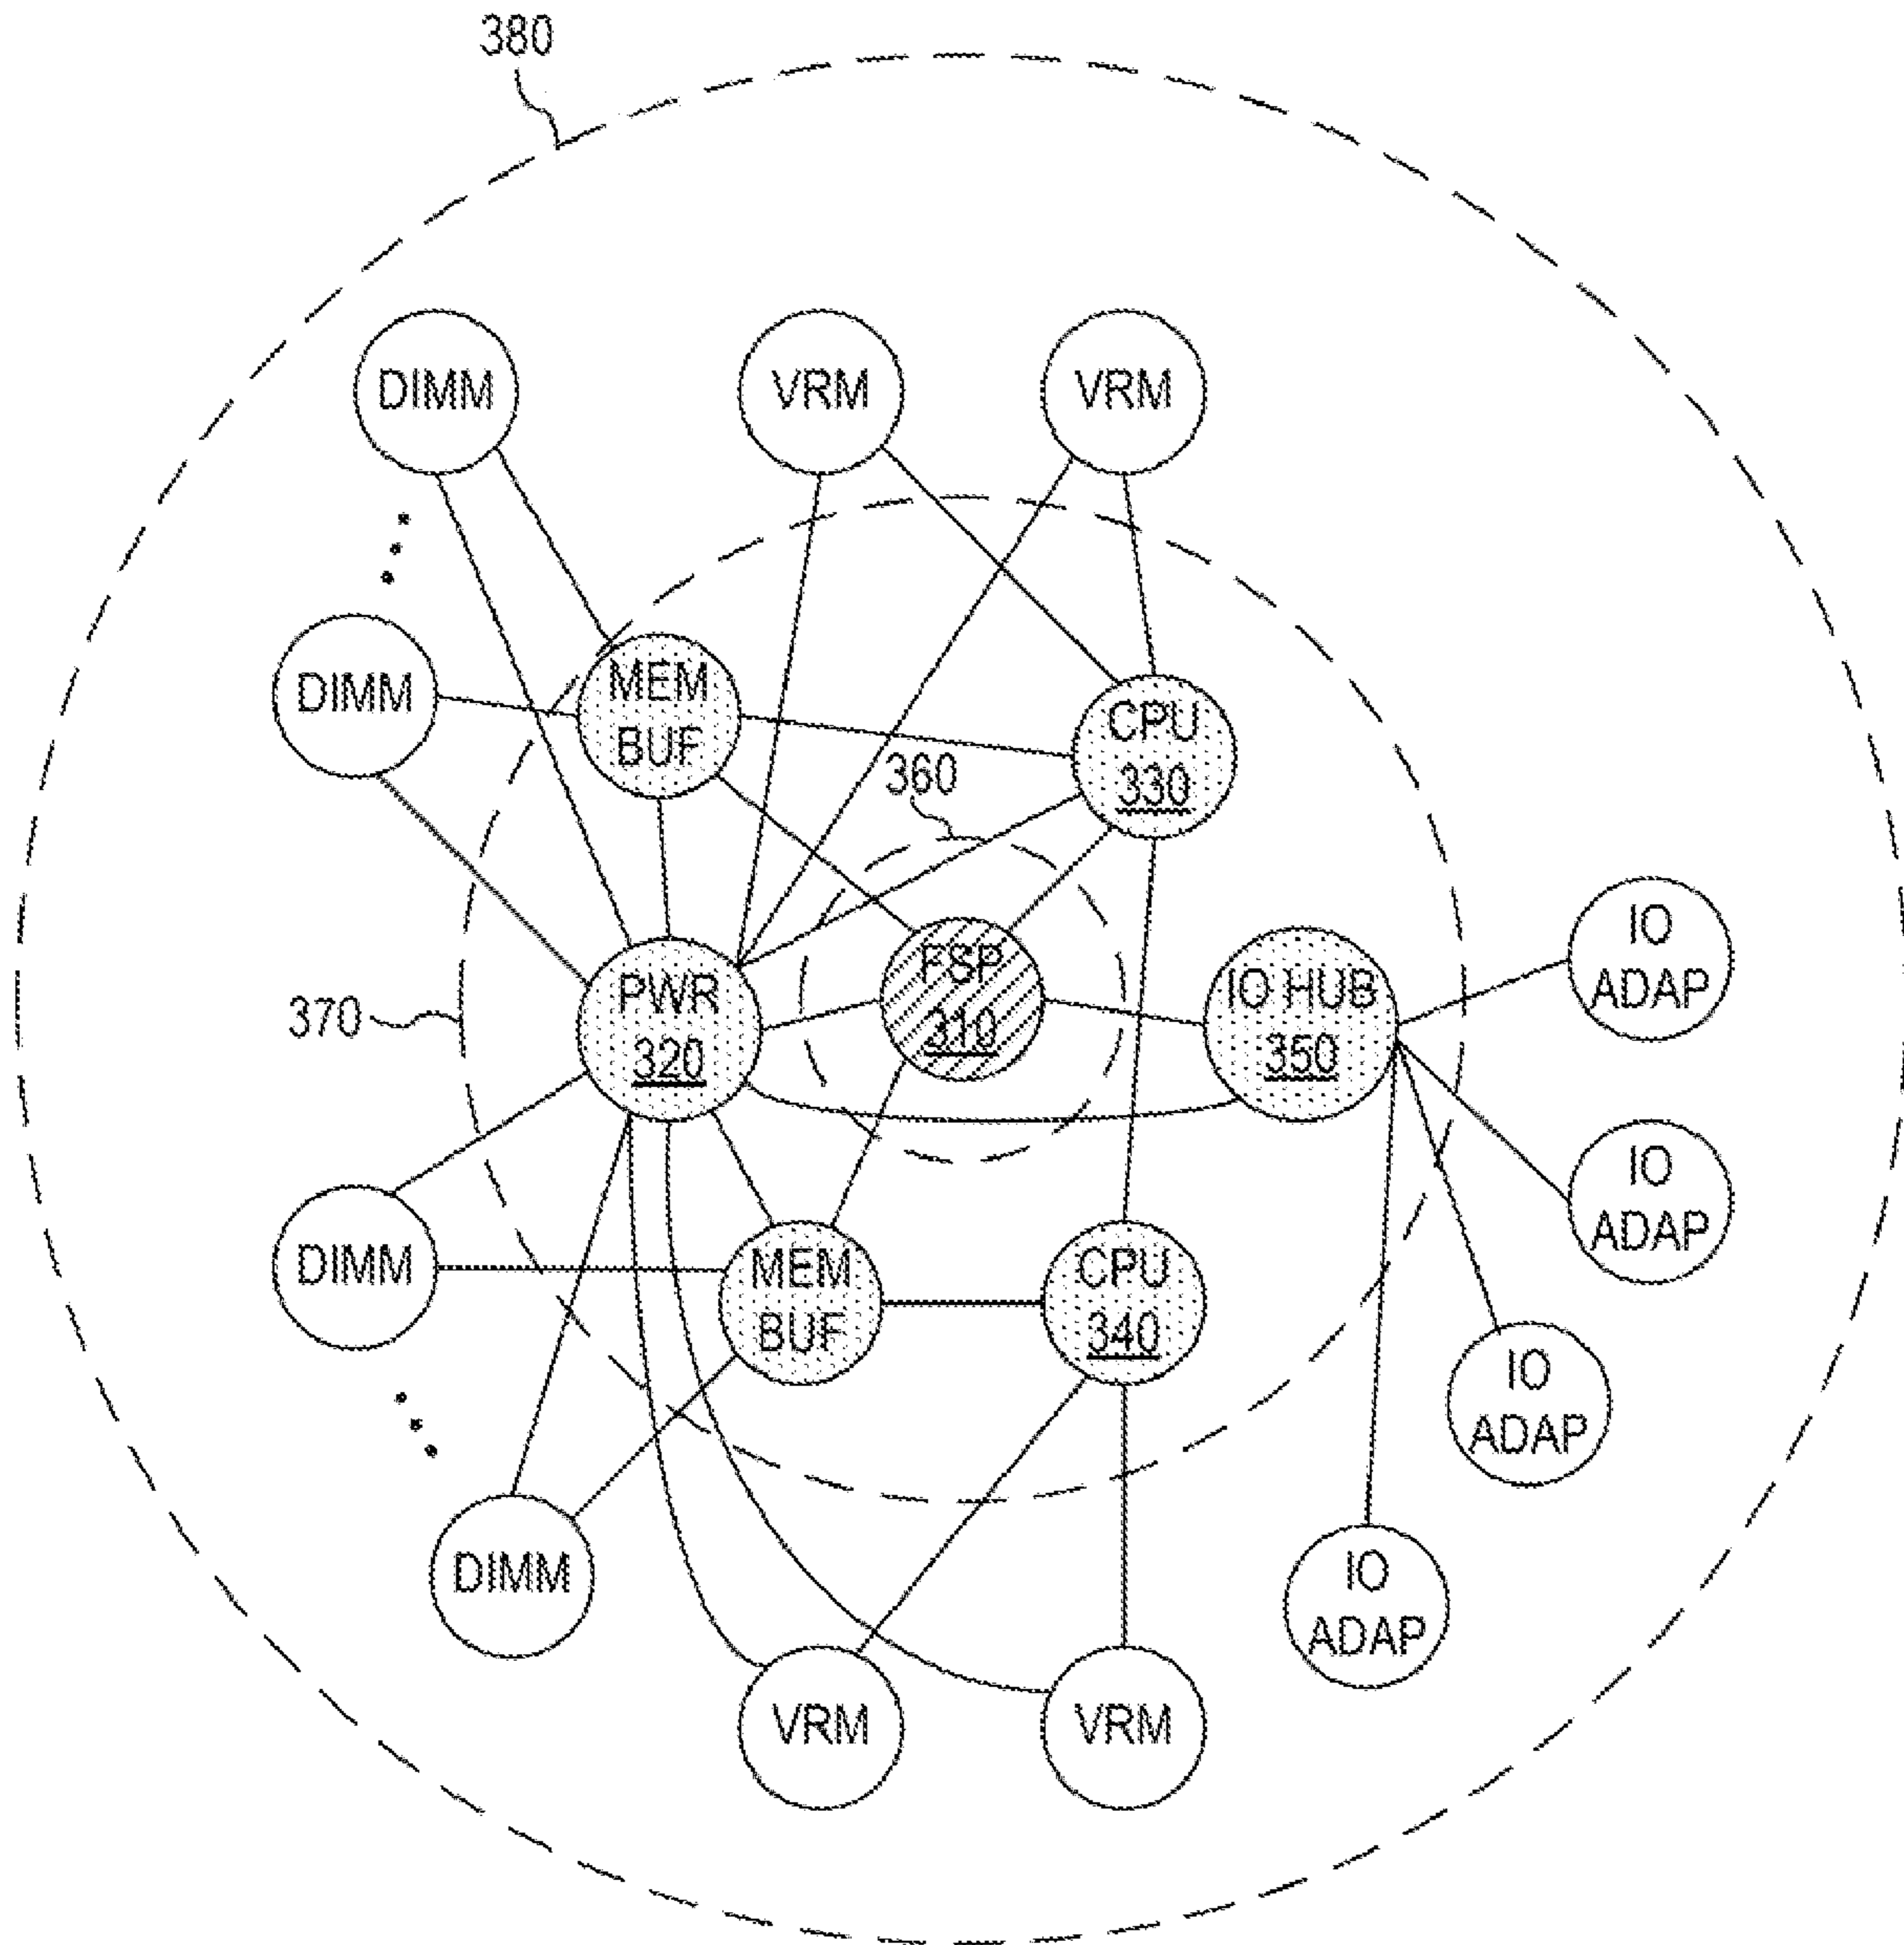 380
DIMM
VRM
VRM
DIMM
MEM
BUF
CPU
330
360
FSP
310
PWR
320
370
IO HUB
350
IO
ADAP
IO
ADAP
DIMM
MEM
BUF
CPU
340
IO
ADAP
DIMM
IO
ADAP
VRM
VRM